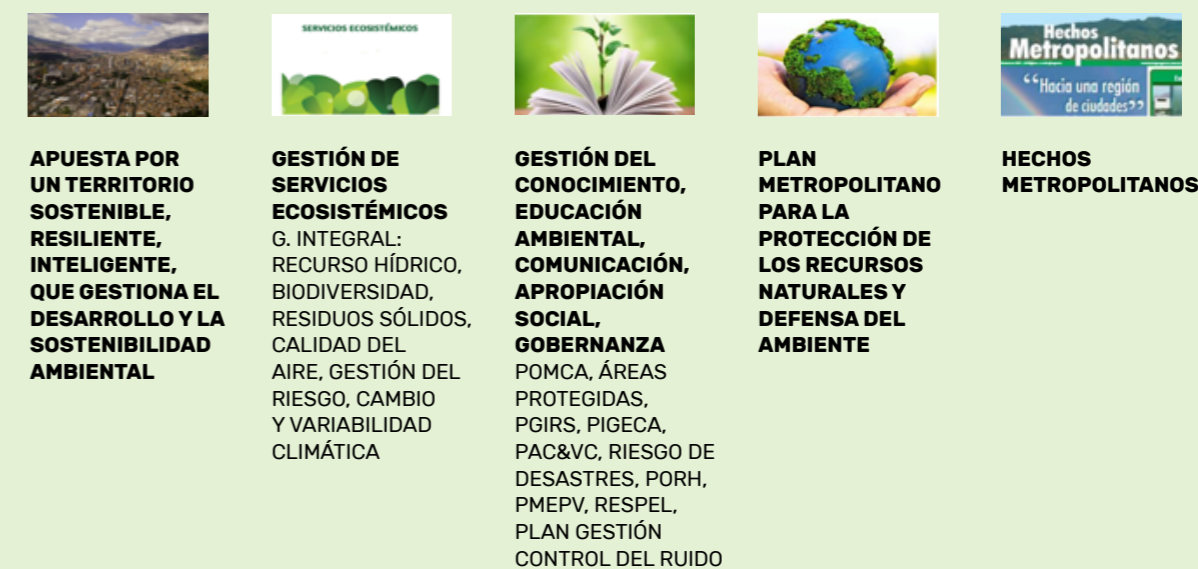 SERVICIOS ECOSISTÉMICOS
Hechos
Metropolitanos
“Hacia una región
de ciudades”
APUESTA POR
UN TERRITORIO
SOSTENIBLE,
RESILIENTE,
INTELIGENTE,
QUE GESTIONA EL
DESARROLLO Y LA
SOSTENIBILIDAD
AMBIENTAL
GESTIÓN DE
SERVICIOS
ECOSISTÉMICOS
G. INTEGRAL:
RECURSO HÍDRICO,
BIODIVERSIDAD,
RESIDUOS SÓLIDOS,
CALIDAD DEL
AIRE, GESTIÓN DEL
RIESGO, CAMBIO
Y VARIABILIDAD
CLIMÁTICA
GESTIÓN DEL
CONOCIMIENTO,
EDUCACIÓN
AMBIENTAL,
COMUNICACIÓN,
APROPIACIÓN
SOCIAL,
GOBERNANZA
POMCA, ÁREAS
PROTEGIDAS,
PGIRS, PIGECA,
PAC&VC, RIESGO DE
DESASTRES, PORH,
PMEPV, RESPEL,
PLAN GESTIÓN
CONTROL DEL RUIDO
PLAN
METROPOLITANO
PARA LA
PROTECCIÓN DE
LOS RECURSOS
NATURALES Y
DEFENSA DEL
AMBIENTE
HECHOS
METROPOLITANOS